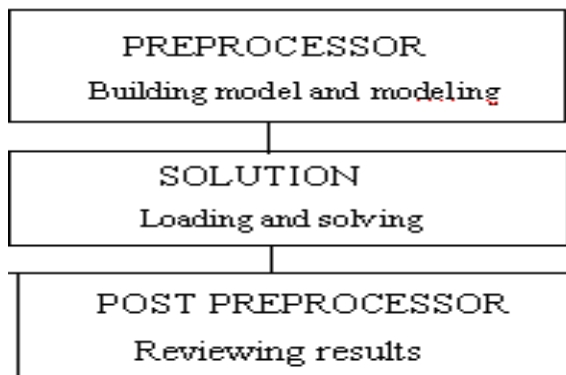 PREPROCESSOR
Building model and modeling
SOLUTION
Loading and solving
POST PREPROCESSOR
Reviewing results